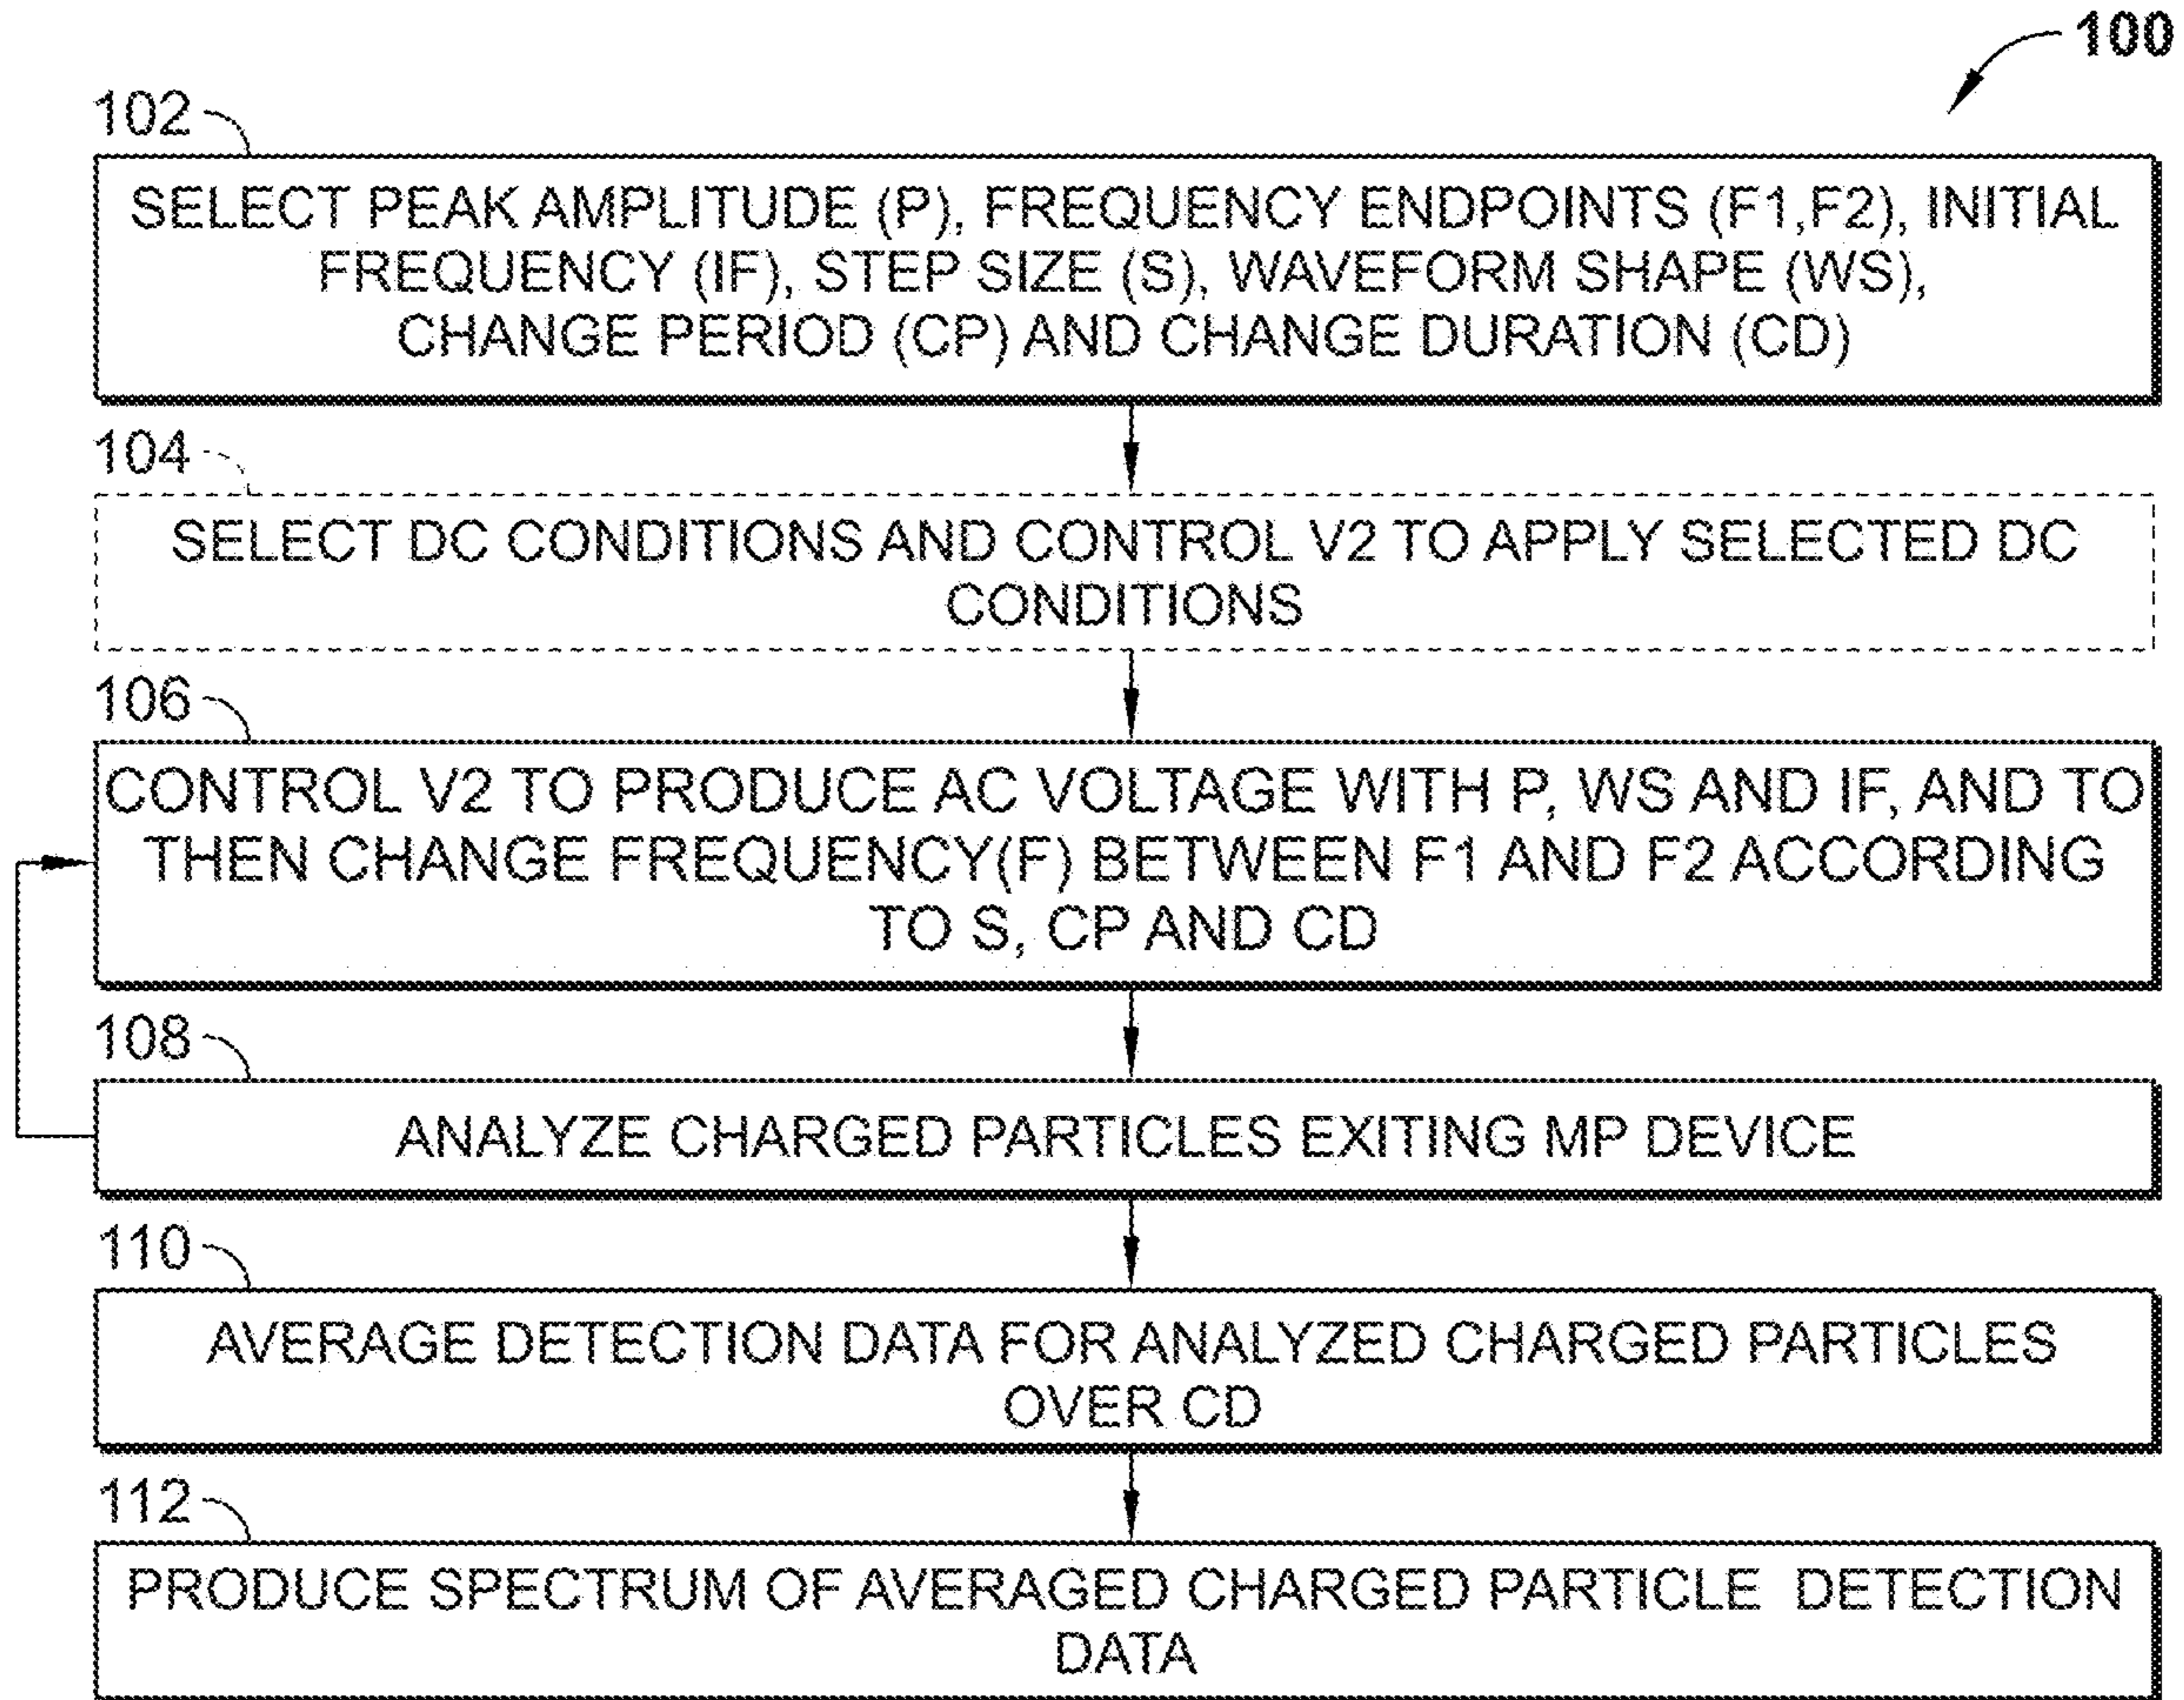 100
102
SELECT PEAK AMPLITUDE (P), FREQUENCY ENDPOINTS (F1,F2), INITIAL
FREQUENCY (IF), STEP SIZE (S), WAVEFORM SHAPE (WS),
CHANGE PERIOD (CP) AND CHANGE DURATION (CD)
104
SELECT DC CONDITIONS AND CONTROL V2 TO APPLY SELECTED DC
CONDITIONS
106
CONTROL V2 TO PRODUCE AC VOLTAGE WITH P, WS AND IF, AND TO
THEN CHANGE FREQUENCY(F) BETWEEN F1 AND F2 ACCORDING
TO S, CP AND CD
108
ANALYZE CHARGED PARTICLES EXITING MP DEVICE
110
AVERAGE DETECTION DATA FOR ANALYZED CHARGED PARTICLES
OVER CD
112
PRODUCE SPECTRUM OF AVERAGED CHARGED PARTICLE DETECTION
DATA